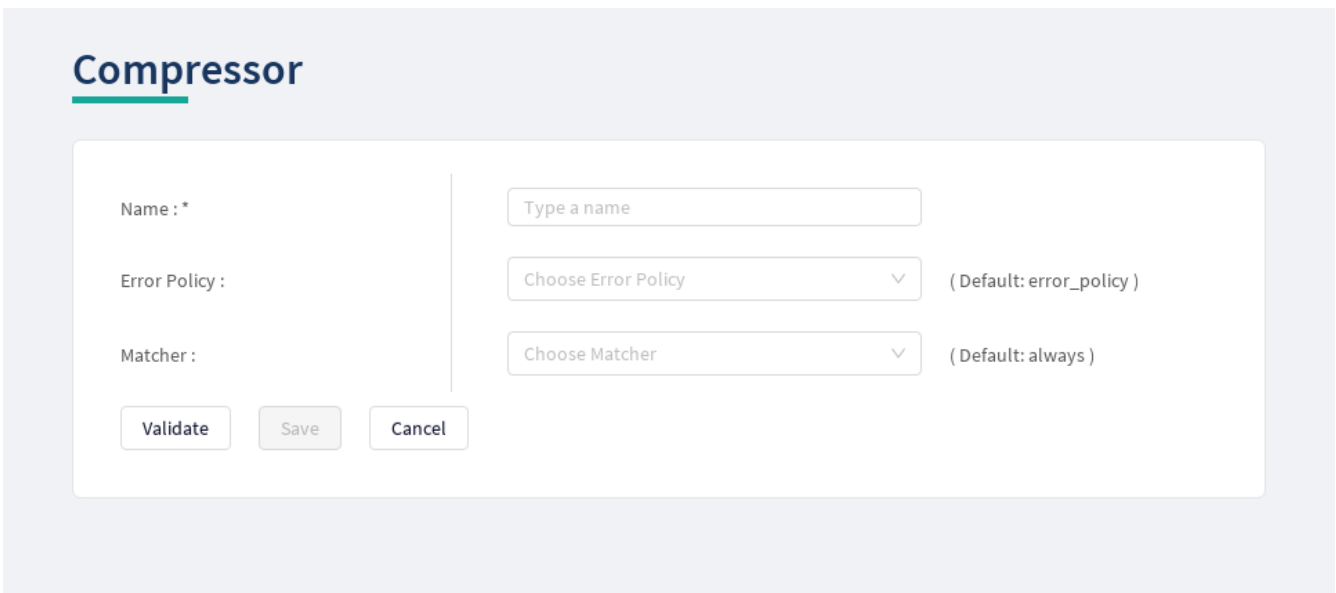 Compressor
Name : * Type a name
Error Policy : Choose Error Policy ( Default: error_policy )
Matcher : Choose Matcher ( Default: always )
Validate Save Cancel